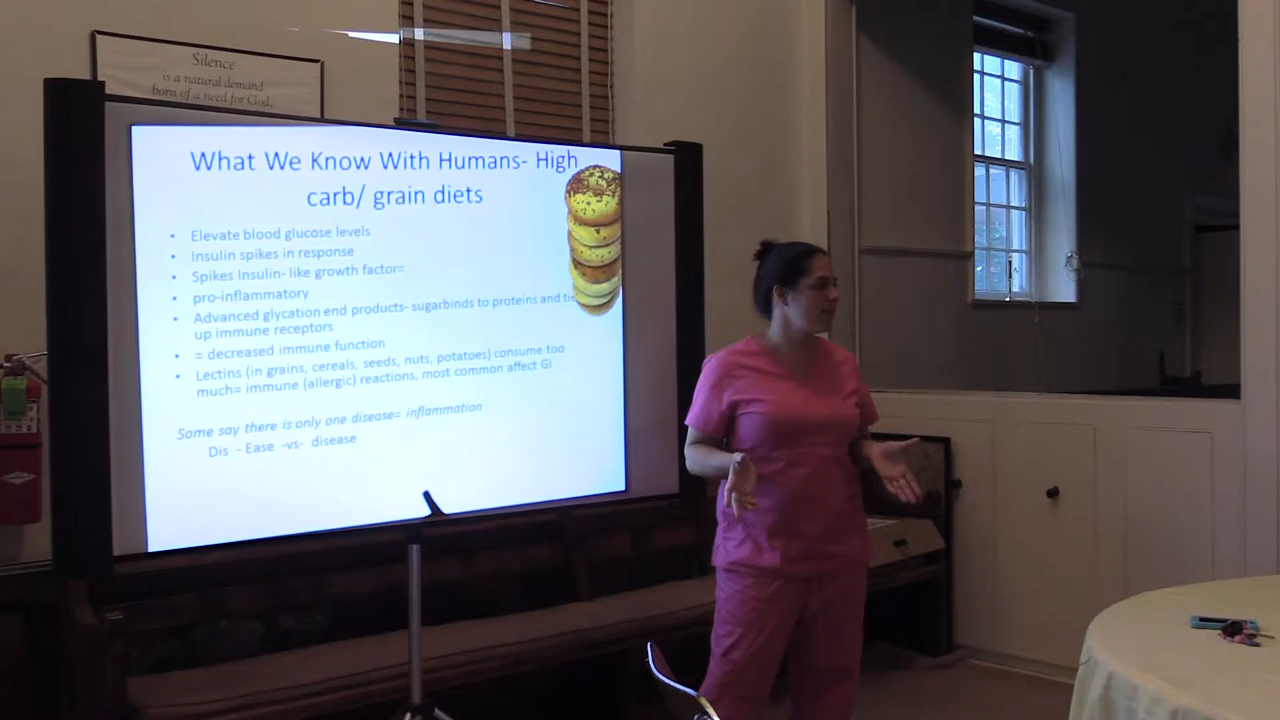 Silence
is a natural demand
born of a need for God,
What We Know With Humans- High
carb/ grain diets
• Elevate blood glucose levels
• Insulin spikes in response
• Spikes Insulin- like growth factor=
• pro-inflammatory
• Advanced glycation end products- sugarbinds to proteins and tie
up immune receptors
• = decreased immune function
• Lectins (in grains, cereals, seeds, nuts, potatoes) consume too
much= immune (allergic) reactions, most common affect GI
Some say there is only one disease= inflammation
Dis - Ease -vs- disease